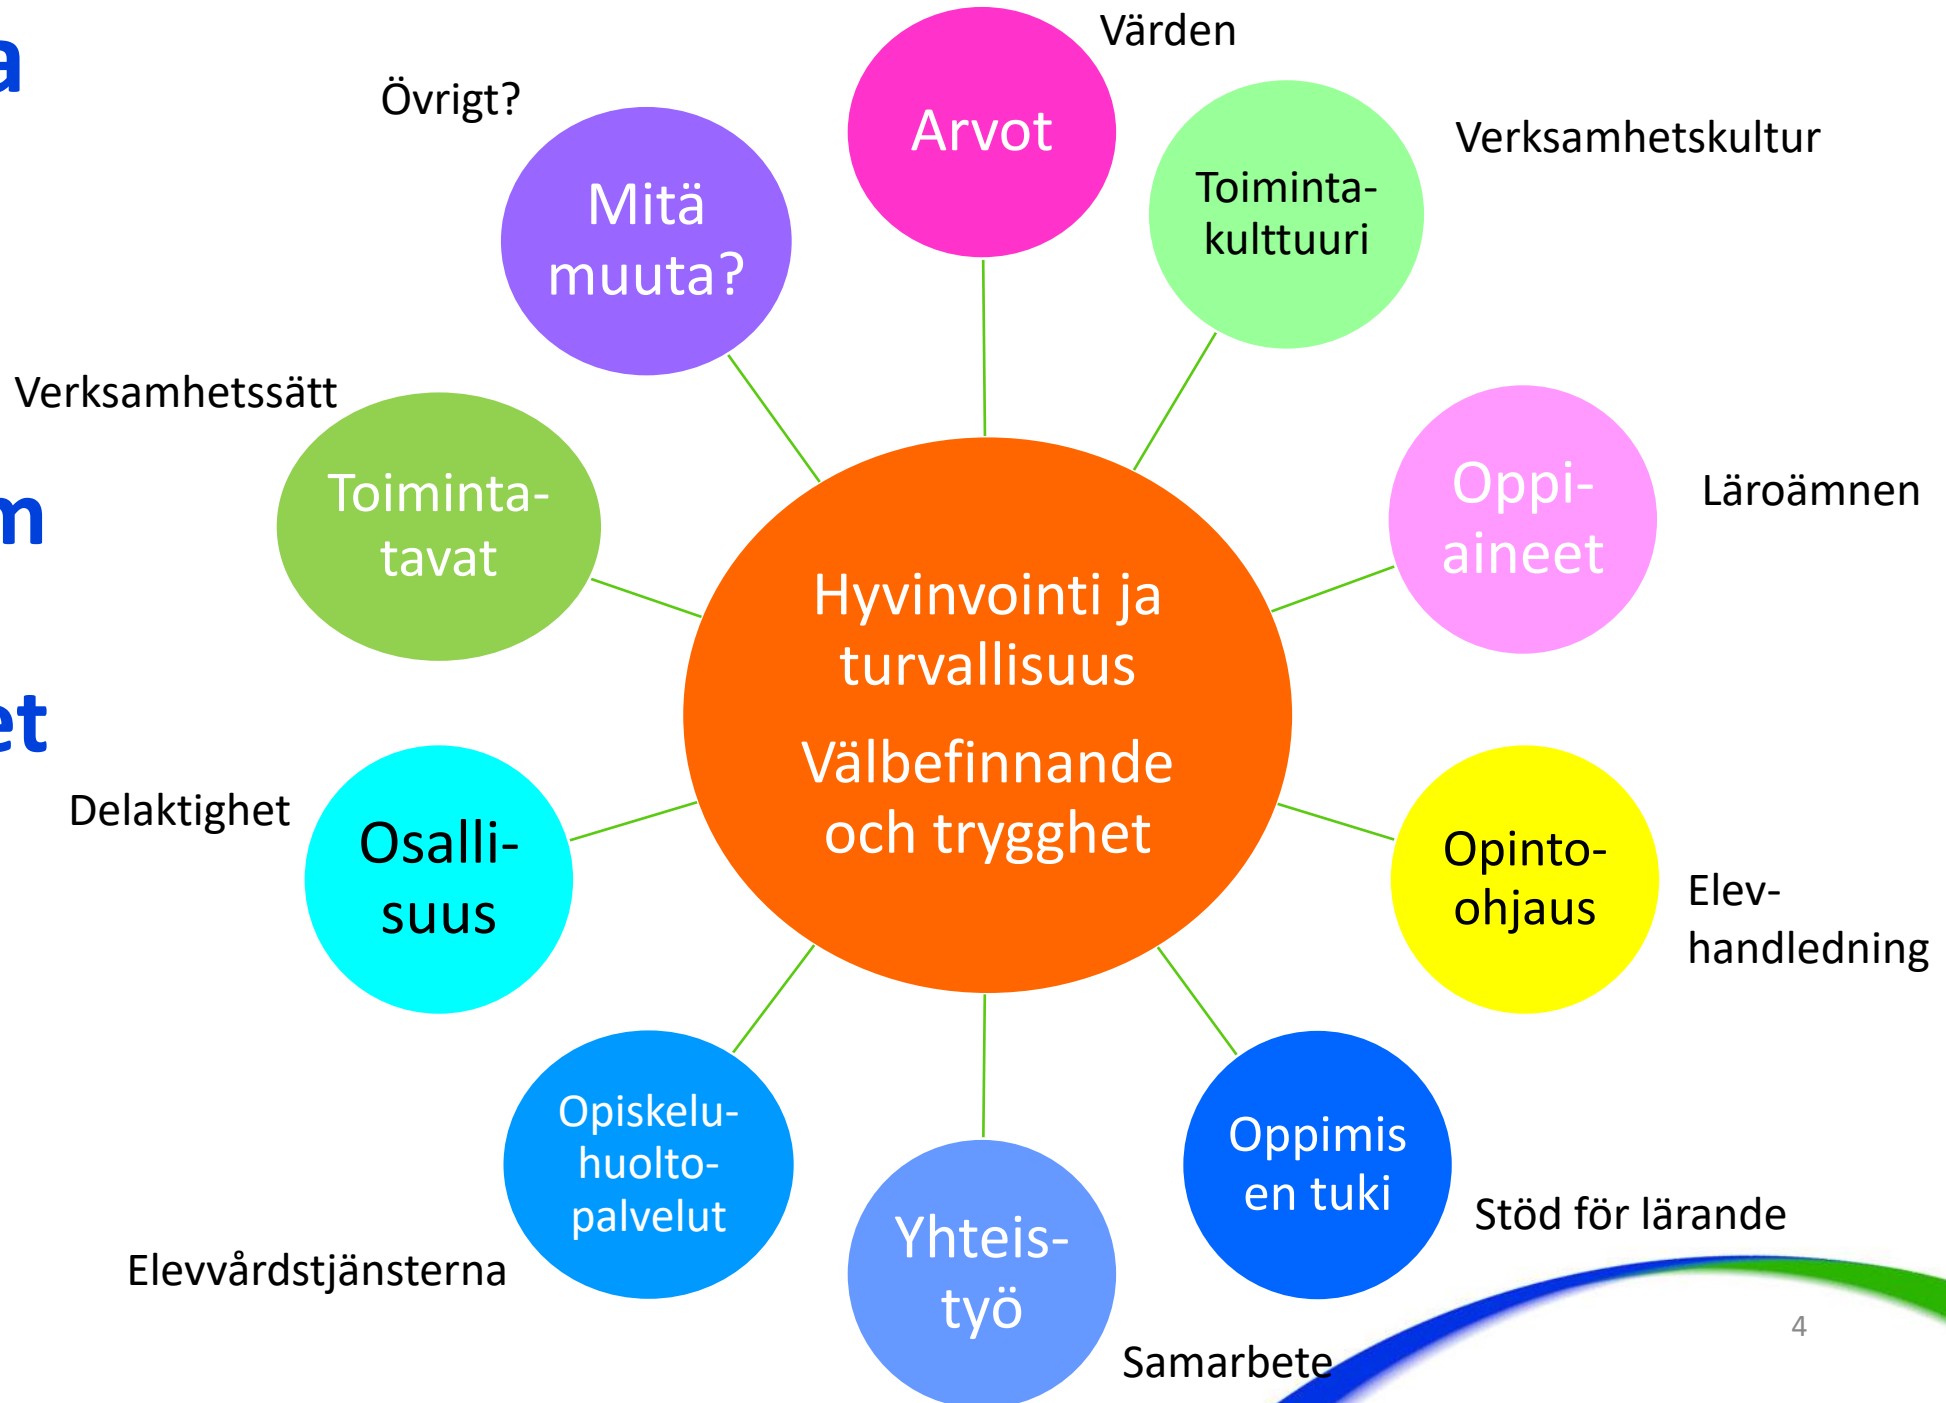 a
m
et
Värden
Arvot
Verksamhetskultur
Toiminta-
kulttuuri
Läroämnen
Oppi-
aineet
Elev-
handledning
Opinto-
ohjaus
Stöd för lärande
Oppimis
en tuki
Samarbete
Yhteis-
työ
Elevvårdstjänsterna
Opiskelu-
huolto-
palvelut
Delaktighet
Osalli-
suus
Verksamhetssätt
Toiminta-
tavat
Övrigt?
Mitä
muuta?
Hyvinvointi ja
turvallisuus
Välbefinnande
och trygghet
4